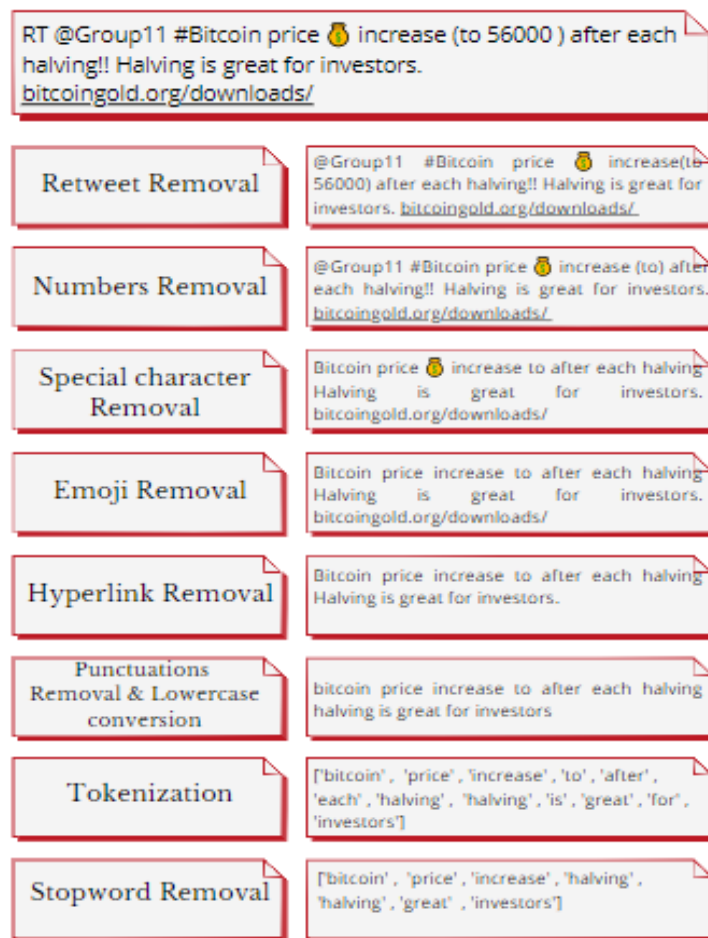 RT @Group11 #Bitcoin price 💰 increase (to 56000 ) after each
halving!! Halving is great for investors.
bitcoingold.org/downloads/
Retweet Removal
@Group11 #Bitcoin price 💰 increase(to
56000) after each halving!! Halving is great for
investors. bitcoingold.org/downloads/
Numbers Removal
@Group11 #Bitcoin price 💰 increase (to) after
each halving!! Halving is great for investors.
bitcoingold.org/downloads/
Special character
Removal
Bitcoin price 💰 increase to after each halving
Halving is great for investors.
bitcoingold.org/downloads/
Emoji Removal
Bitcoin price increase to after each halving
Halving is great for investors.
bitcoingold.org/downloads/
Hyperlink Removal
Bitcoin price increase to after each halving
Halving is great for investors.
Punctuations
Removal & Lowercase
conversion
bitcoin price increase to after each halving
halving is great for investors
Tokenization
['bitcoin' , 'price' , 'increase' , 'to' , 'after' ,
'each' , 'halving' , 'halving' , 'is' , 'great' , 'for' ,
'investors']
Stopword Removal
['bitcoin' , 'price' , 'increase' , 'halving' ,
'halving' , 'great' , 'investors']